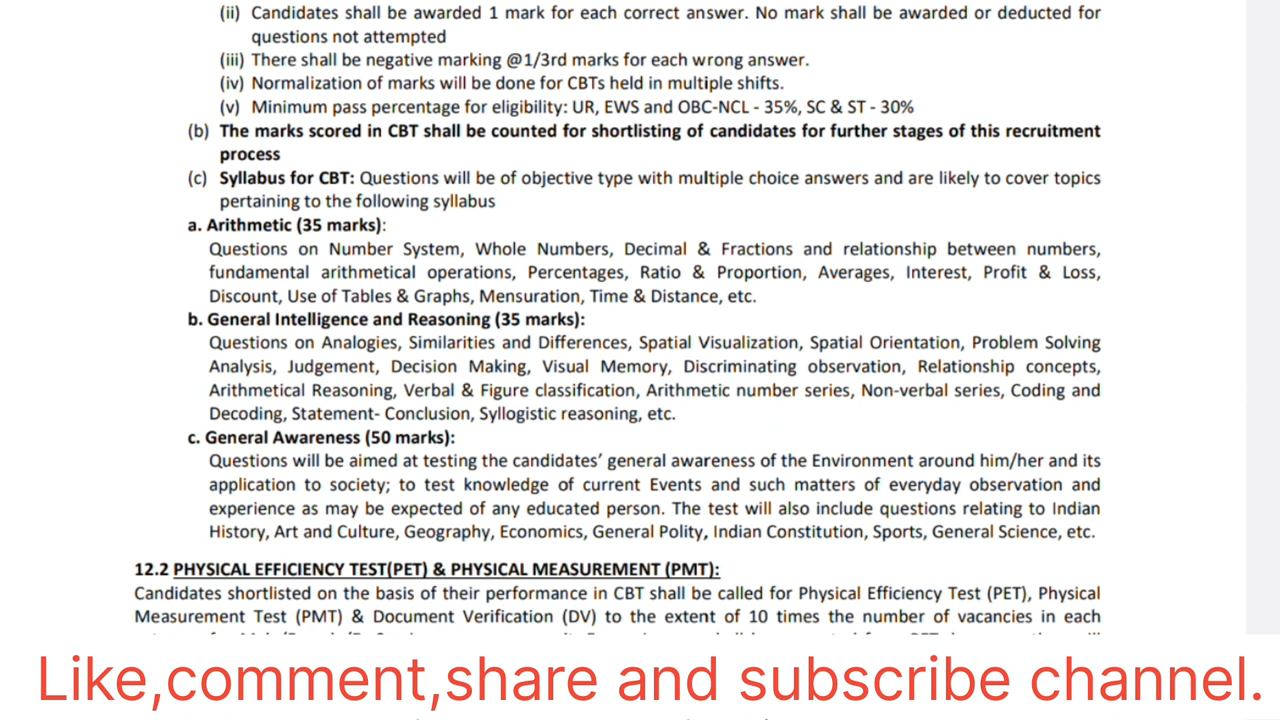 (ii) Candidates shall be awarded 1 mark for each correct answer. No mark shall be awarded or deducted for
questions not attempted
(iii) There shall be negative marking @1/3rd marks for each wrong answer.
(iv) Normalization of marks will be done for CBTs held in multiple shifts.
(v) Minimum pass percentage for eligibility: UR, EWS and OBC-NCL - 35%, SC & ST - 30%
(b) The marks scored in CBT shall be counted for shortlisting of candidates for further stages of this recruitment
process
(c) Syllabus for CBT: Questions will be of objective type with multiple choice answers and are likely to cover topics
pertaining to the following syllabus
a. Arithmetic (35 marks):
Questions on Number System, Whole Numbers, Decimal & Fractions and relationship between numbers,
fundamental arithmetical operations, Percentages, Ratio & Proportion, Averages, Interest, Profit & Loss,
Discount, Use of Tables & Graphs, Mensuration, Time & Distance, etc.
b. General Intelligence and Reasoning (35 marks):
Questions on Analogies, Similarities and Differences, Spatial Visualization, Spatial Orientation, Problem Solving
Analysis, Judgement, Decision Making, Visual Memory, Discriminating observation, Relationship concepts,
Arithmetical Reasoning, Verbal & Figure classification, Arithmetic number series, Non-verbal series, Coding and
Decoding, Statement- Conclusion, Syllogistic reasoning, etc.
c. General Awareness (50 marks):
Questions will be aimed at testing the candidates’ general awareness of the Environment around him/her and its
application to society; to test knowledge of current Events and such matters of everyday observation and
experience as may be expected of any educated person. The test will also include questions relating to Indian
History, Art and Culture, Geography, Economics, General Polity, Indian Constitution, Sports, General Science, etc.
12.2 PHYSICAL EFFICIENCY TEST(PET) & PHYSICAL MEASUREMENT (PMT):
Candidates shortlisted on the basis of their performance in CBT shall be called for Physical Efficiency Test (PET), Physical
Measurement Test (PMT) & Document Verification (DV) to the extent of 10 times the number of vacancies in each
Like,comment,share and subscribe channel.